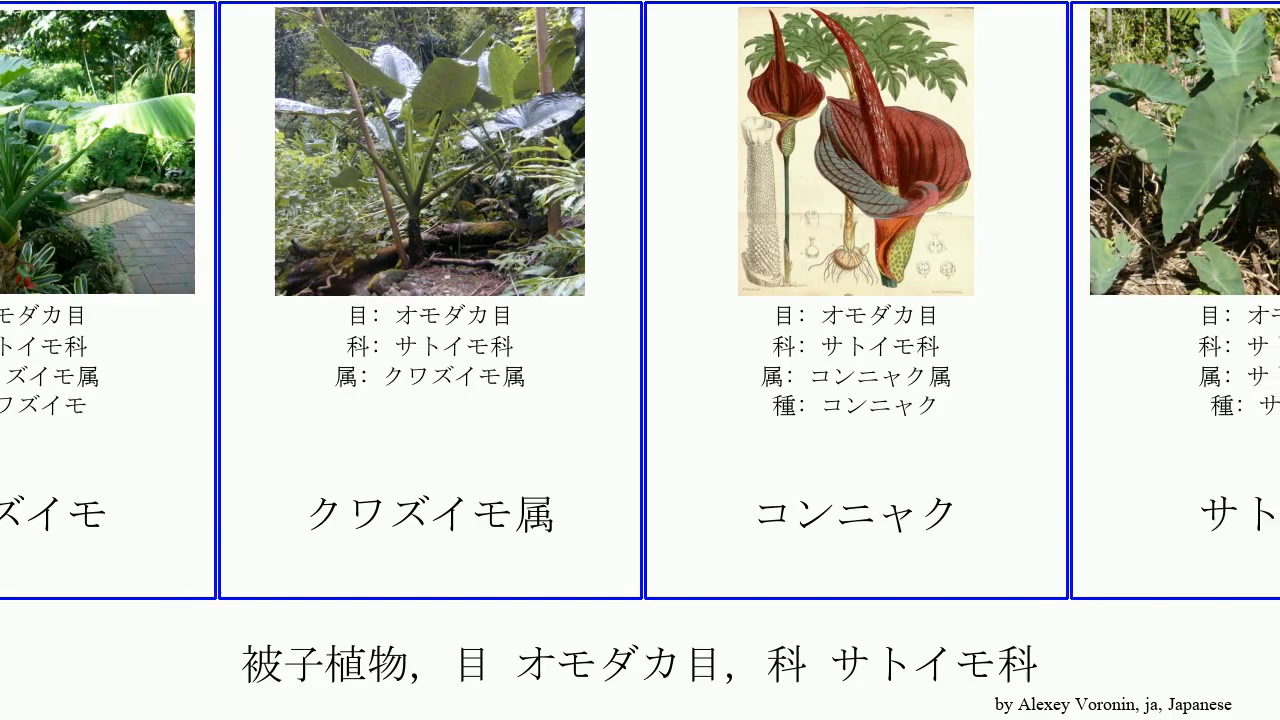 モダカ目
トイモ科
ズイモ属
ワズイモ
ズイモ
目: オモダカ目
科: サトイモ科
属: クワズイモ属
クワズイモ属
目: オモダカ目
科: サトイモ科
属: コンニャク属
種: コンニャク
コンニャク
目: オモ
科: サ
属: サ
種: サ
サト
被子植物, 目 オモダカ目, 科 サトイモ科
by Alexey Voronin, ja, Japanese